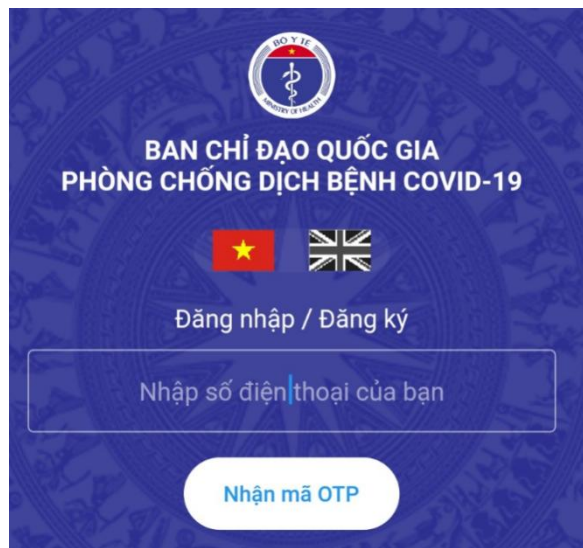 BỘ Y TẾ
MINISTRY OF HEALTH
BAN CHỈ ĐẠO QUỐC GIA
PHÒNG CHỐNG DỊCH BỆNH COVID-19
Đăng nhập / Đăng ký
Nhập số điện thoại của bạn
Nhận mã OTP